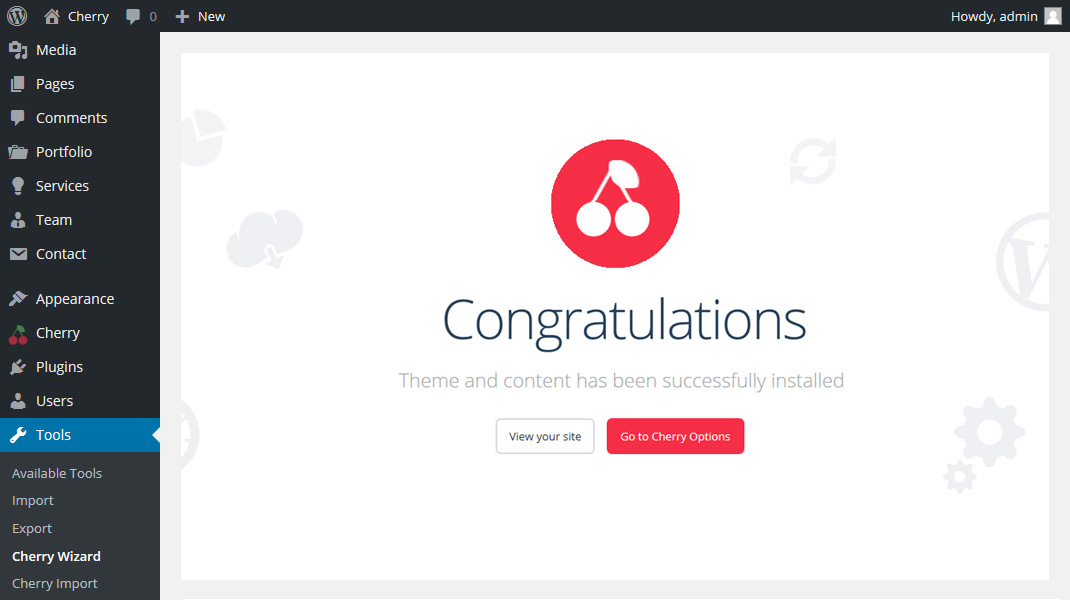 Cherry 0 New Howdy, admin
Media
Pages
Comments
Portfolio
Services
Team
Contact
Appearance
Cherry
Plugins
Users
Tools
Available Tools
Import
Export
Cherry Wizard
Cherry Import
Congratulations
Theme and content has been successfully installed
View your site Go to Cherry Options